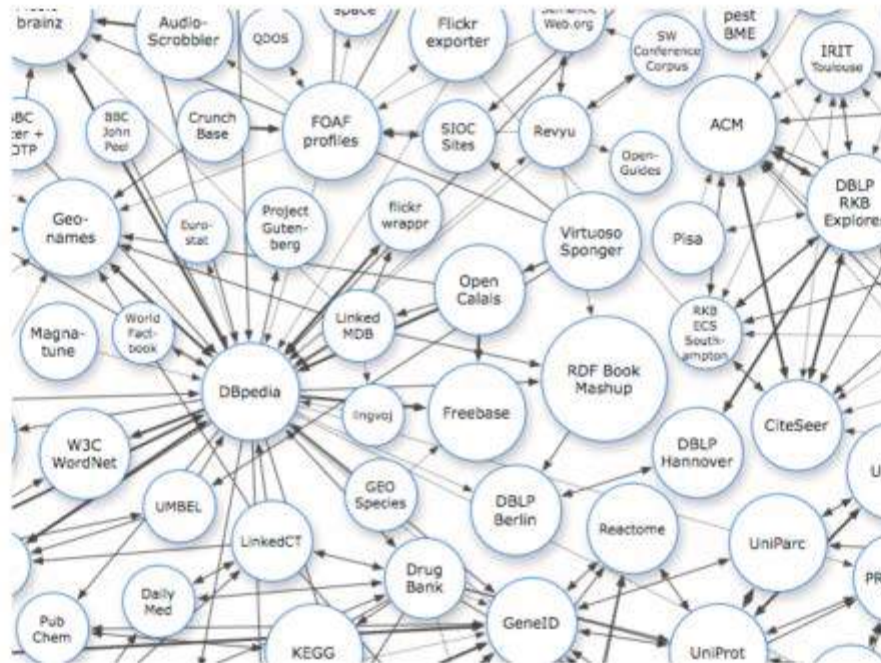 brainz
Audio-
Scrobbler
QDOS
space
Flickr
exporter
Web.org
SW
Conference
Corpus
pest
BME
IRIT
Toulouse
BBC
John
Peel
Crunch
Base
FOAF
profiles
SIOC
Sites
Revyu
Open-
Guides
ACM
DBLP
RKB
Explorer
Geo-
names
Euro-
stat
Project
Guten-
berg
flickr
wrappr
Virtuoso
Sponger
Pisa
Open
Calais
Magna-
tune
World
Fact-
book
Linked
MDB
RKB
ECS
South-
ampton
DBpedia
lingvoj
Freebase
RDF Book
Mashup
CiteSeer
W3C
WordNet
DBLP
Hannover
UMBEL
GEO
Species
DBLP
Berlin
Reactome
LinkedCT
UniParc
Daily
Med
Drug
Bank
Pub
Chem
KEGG
GeneID
UniProt